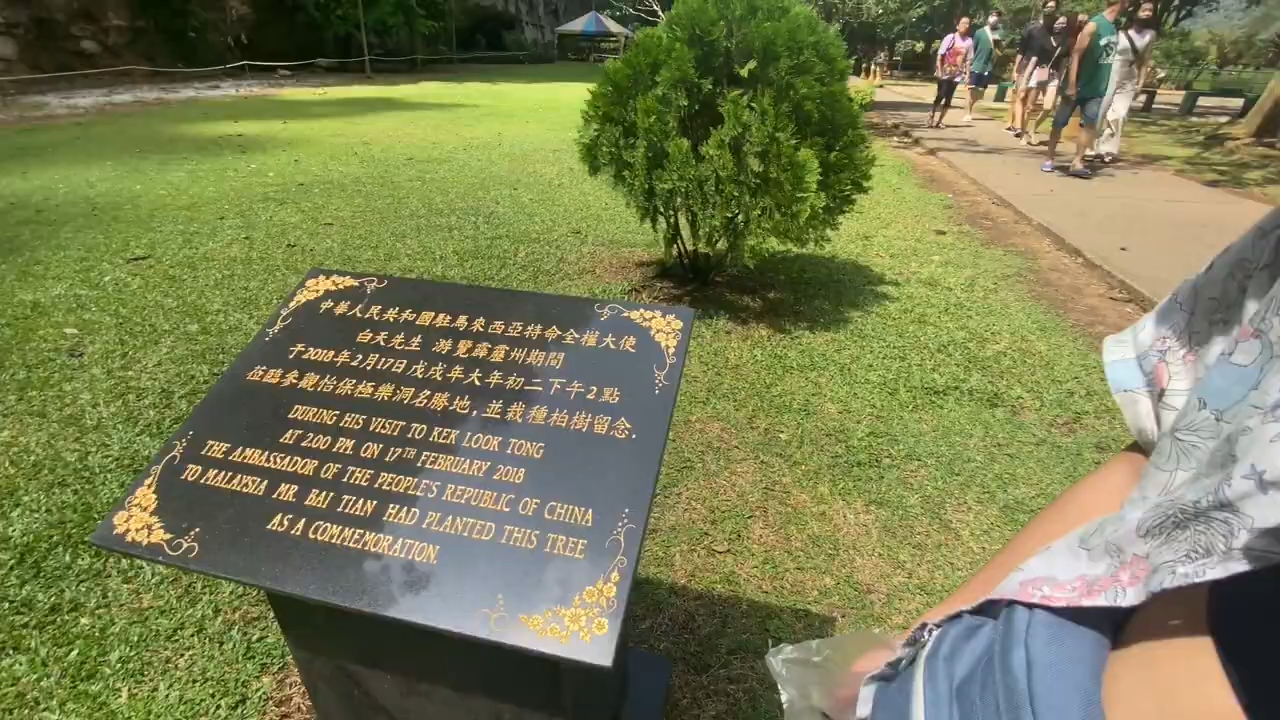 中華人民共和國駐馬來西亞特命全權大使
白天先生 游覽霹靂州期間
于2018年2月17日戊戌年大年初二下午2點
莅臨參觀怡保極樂洞名勝地,並栽種柏樹留念.
DURING HIS VISIT TO KEK LOOK TONG
AT 2.00 PM. ON 17TH FEBRUARY 2018
THE AMBASSADOR OF THE PEOPLE'S REPUBLIC OF CHINA
TO MALAYSIA MR. BAI TIAN HAD PLANTED THIS TREE
AS A COMMEMORATION.